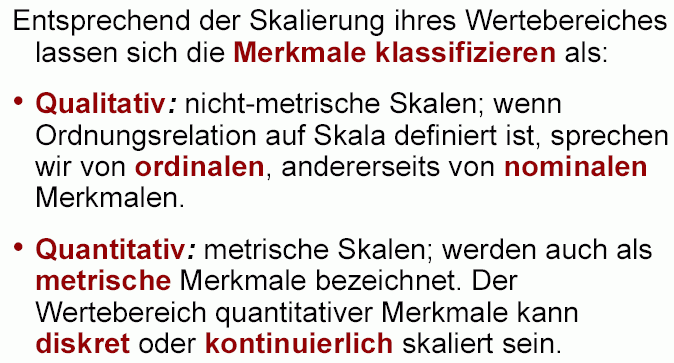 Entsprechend der Skalierung ihres Wertebereiches
lassen sich die Merkmale klassifizieren als:
• Qualitativ: nicht-metrische Skalen; wenn
Ordnungsrelation auf Skala definiert ist, sprechen
wir von ordinalen, andererseits von nominalen
Merkmalen.
• Quantitativ: metrische Skalen; werden auch als
metrische Merkmale bezeichnet. Der
Wertebereich quantitativer Merkmale kann
diskret oder kontinuierlich skaliert sein.